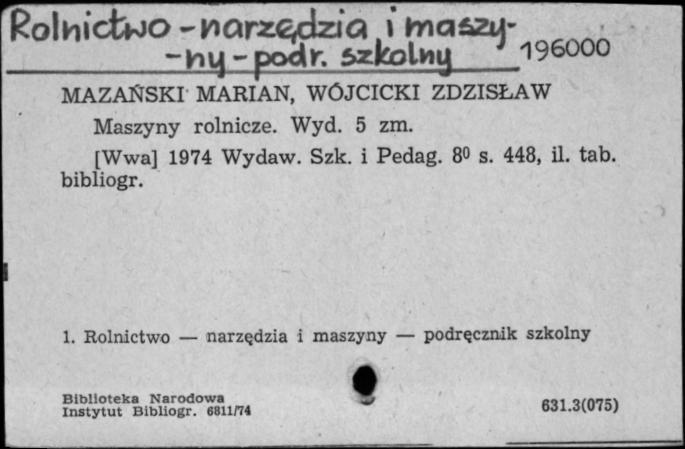 Rolnictwo - narzędzia i maszy-
-ny - podr. szkolny
196000
MAZAŃSKI MARIAN, WÓJCICKI ZDZISŁAW
Maszyny rolnicze. Wyd. 5 zm.
[Wwa] 1974 Wydaw. Szk. i Pedag. 8⁰ s. 448, il. tab.
bibliogr.
1. Rolnictwo — narzędzia i maszyny — podręcznik szkolny
Biblioteka Narodowa
Instytut Bibliogr. 6811/74
631.3(075)